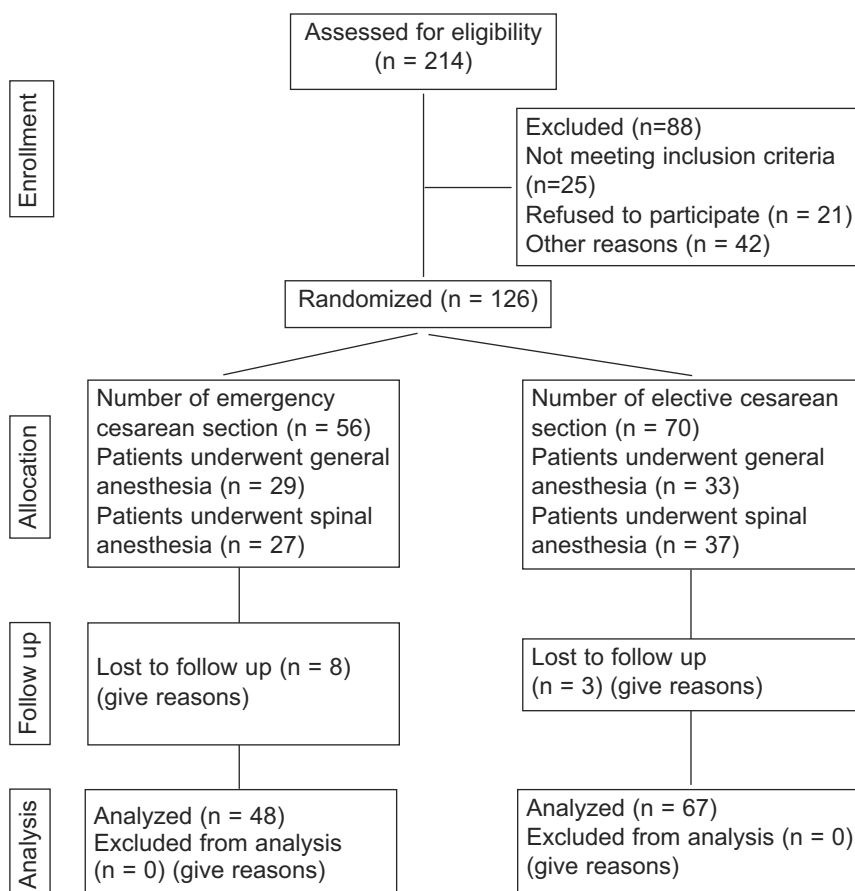 Assessed for eligibility
(n = 214)
Enrollment
Excluded (n=88)
Not meeting inclusion criteria
(n=25)
Refused to participate (n = 21)
Other reasons (n = 42)
Randomized (n = 126)
Allocation
Number of emergency
cesarean section (n = 56)
Patients underwent general
anesthesia (n = 29)
Patients underwent spinal
anesthesia (n = 27)
Number of elective cesarean
section (n = 70)
Patients underwent general
anesthesia (n = 33)
Patients underwent spinal
anesthesia (n = 37)
Follow up
Lost to follow up (n = 8)
(give reasons)
Lost to follow up
(n = 3) (give reasons)
Analysis
Analyzed (n = 48)
Excluded from analysis
(n = 0) (give reasons)
Analyzed (n = 67)
Excluded from analysis (n = 0)
(give reasons)